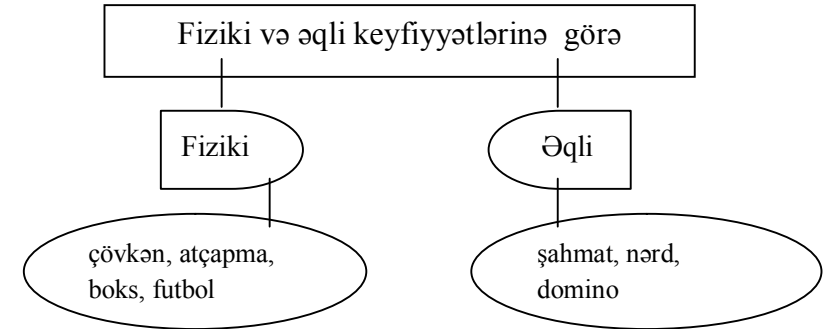 Fiziki və əqli keyfiyyətlərinə görə
Fiziki
Əqli
çövkən, atçapma,
boks, futbol
şahmat, nərd,
domino